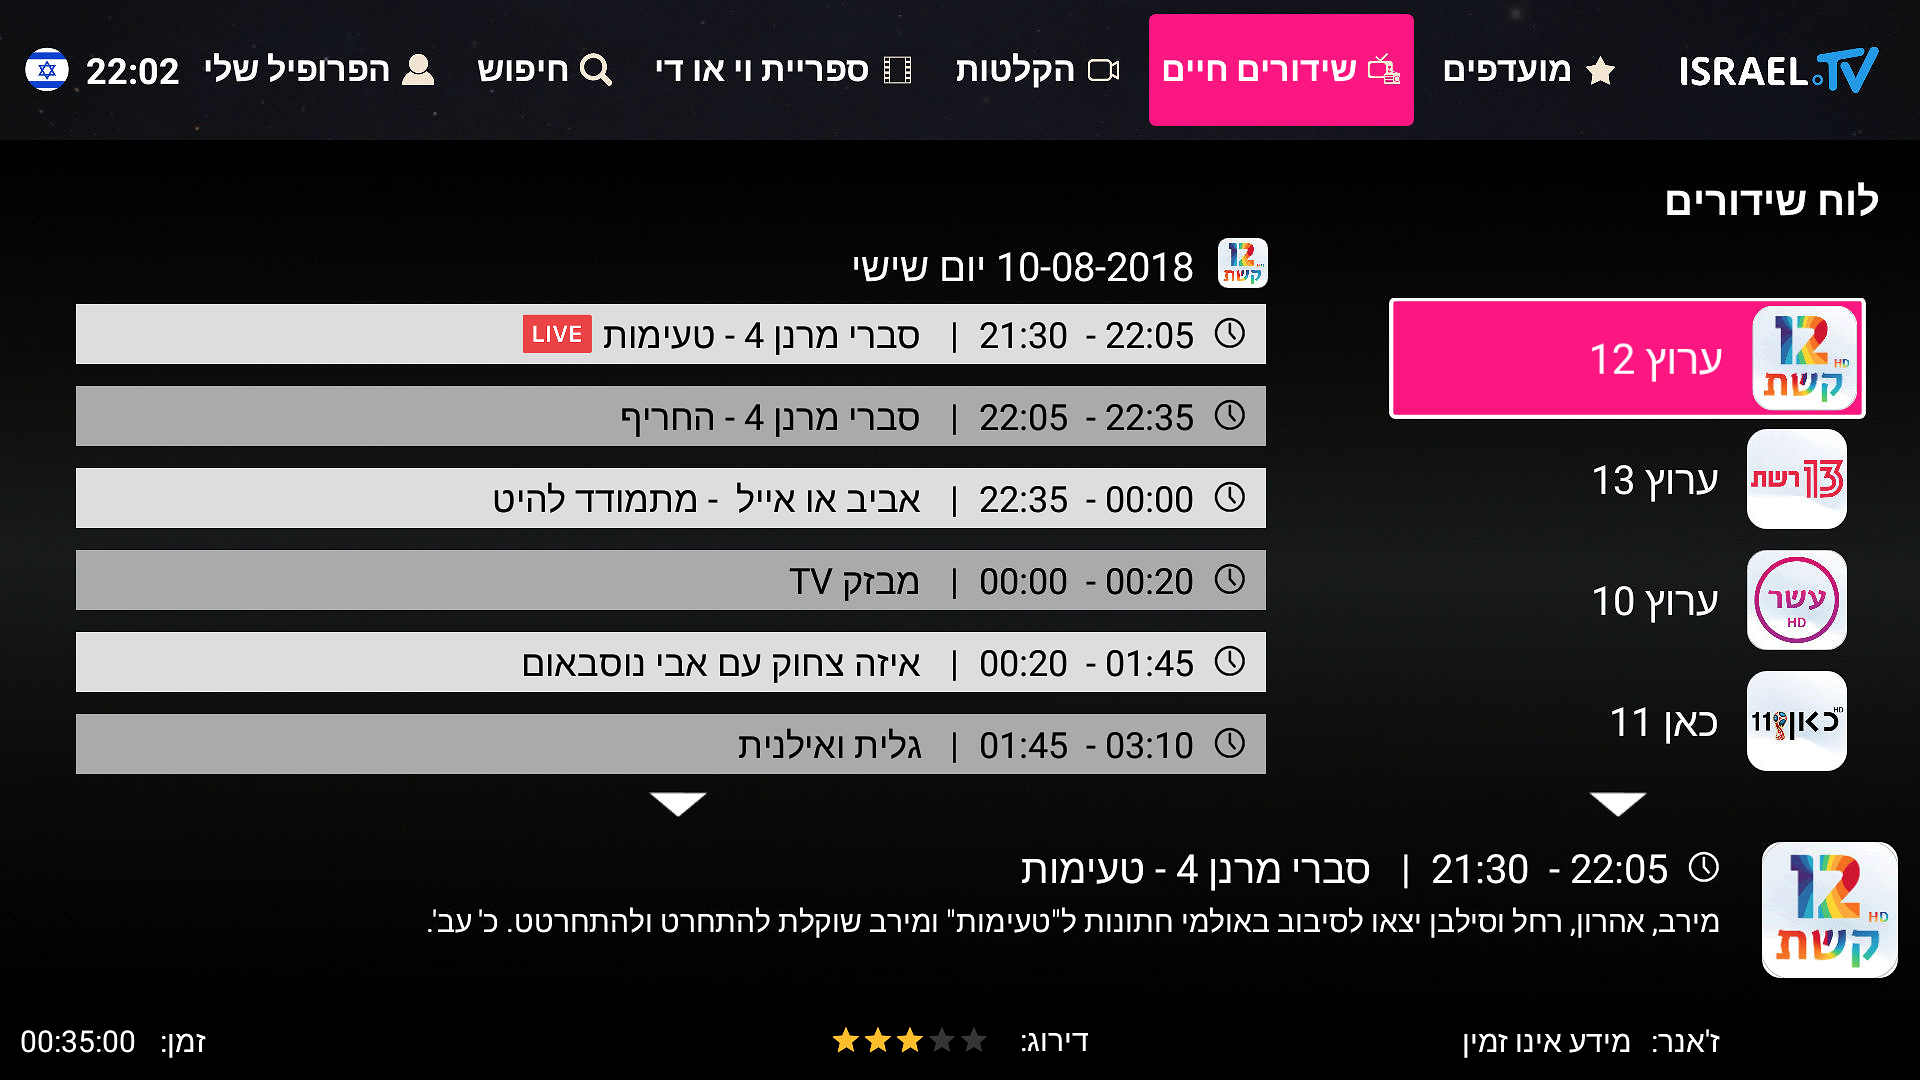 ISRAEL.TV
מועדפים
שידורים חיים
הקלטות
ספריית וי או די
חיפוש
הפרופיל שלי
22:02
לוח שידורים
12 קשת
10-08-2018 יום שישי
21:30 - 22:05 | סברי מרנן 4 - טעימות LIVE
22:05 - 22:35 | סברי מרנן 4 - החריף
22:35 - 00:00 | אביב או אייל - מתמודד להיט
00:00 - 00:20 | מבזק TV
00:20 - 01:45 | איזה צחוק עם אבי נוסבאום
01:45 - 03:10 | גלית ואילנית
12 HD קשת
ערוץ 12
רשת 13
ערוץ 13
עשר HD
ערוץ 10
כאן 11 HD
כאן 11
12 HD קשת
21:30 - 22:05 | סברי מרנן 4 - טעימות
מירב, אהרון, רחל וסילבן יצאו לסיבוב באולמי חתונות ל"טעימות" ומירב שוקלת להתחרט ולהתחרטט. כ' עב'.
ז'אנר: מידע אינו זמין
דירוג:
זמן: 00:35:00